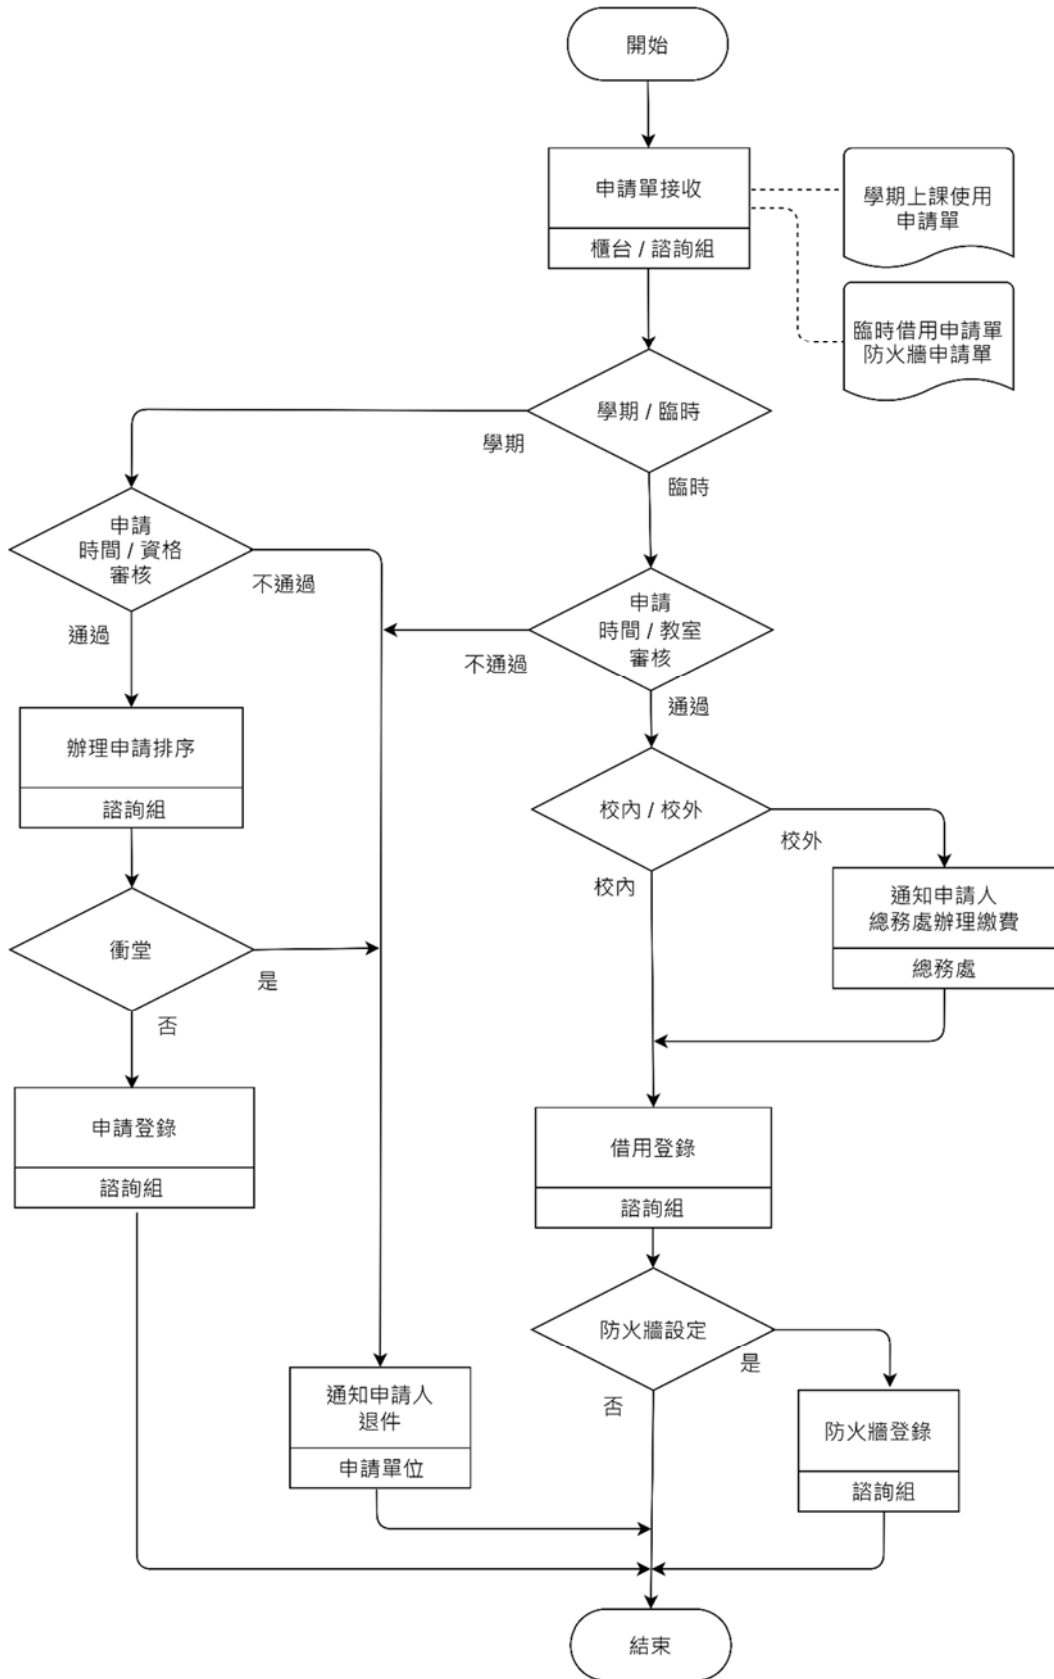 開始
申請單接收
櫃台 / 諮詢組
學期上課使用
申請單
臨時借用申請單
防火牆申請單
學期 / 臨時
學期
臨時
申請
時間 / 資格
審核
不通過
通過
申請
時間 / 教室
審核
不通過
通過
辦理申請排序
諮詢組
校內 / 校外
校外
校內
通知申請人
總務處辦理繳費
總務處
衝堂
是
否
申請登錄
諮詢組
借用登錄
諮詢組
防火牆設定
是
否
通知申請人
退件
申請單位
防火牆登錄
諮詢組
結束